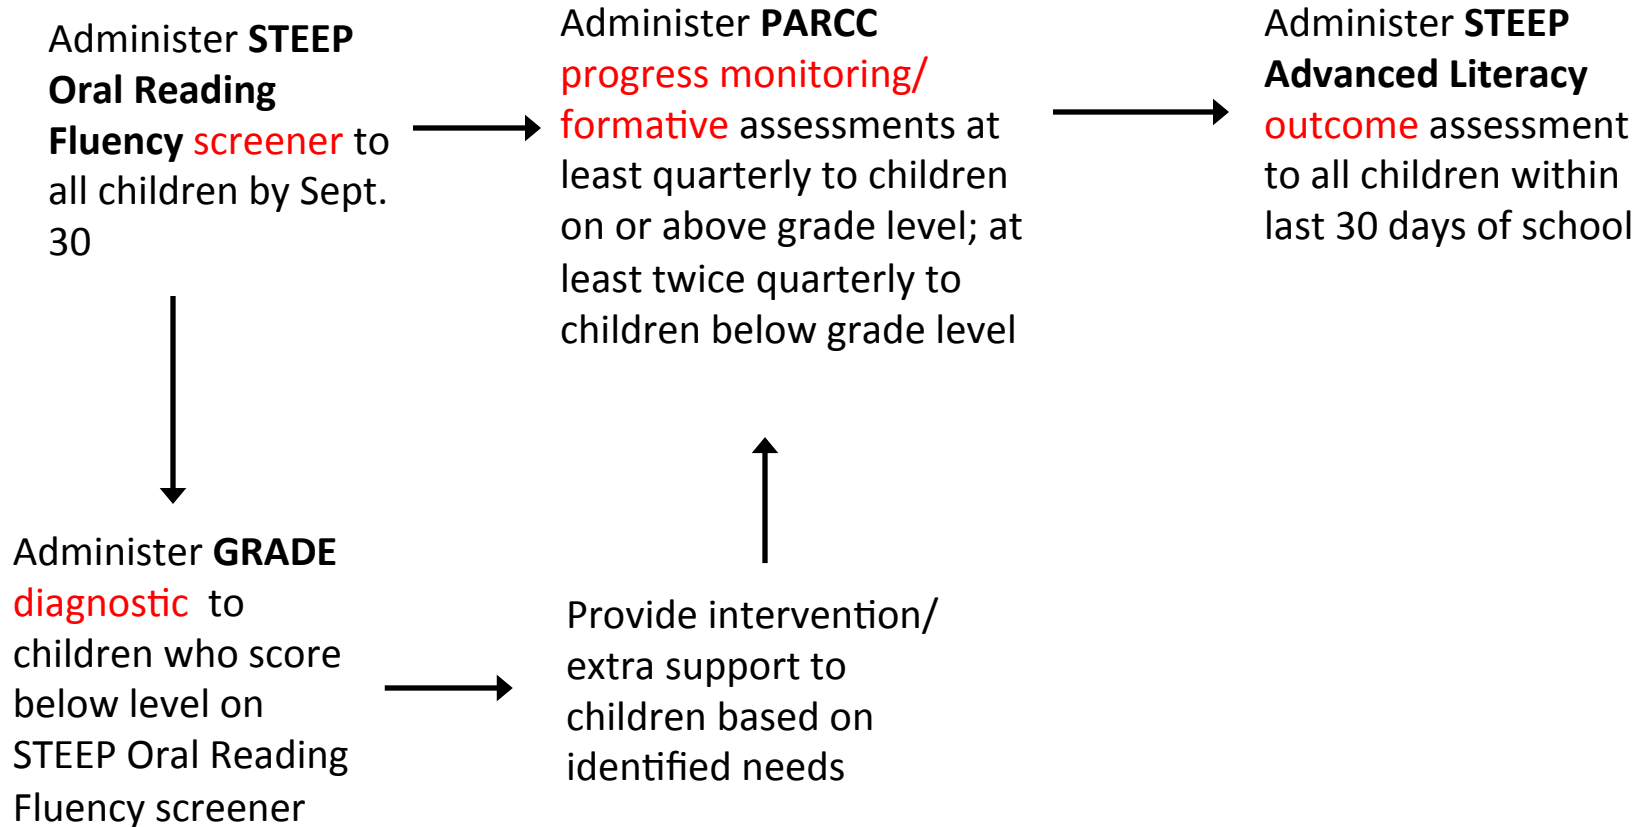 Administer STEEP
Oral Reading
Fluency screener to
all children by Sept.
30
Administer PARCC
progress monitoring/
formative assessments at
least quarterly to children
on or above grade level; at
least twice quarterly to
children below grade level
Administer STEEP
Advanced Literacy
outcome assessment
to all children within
last 30 days of school
Administer GRADE
diagnostic to
children who score
below level on
STEEP Oral Reading
Fluency screener
Provide intervention/
extra support to
children based on
identified needs